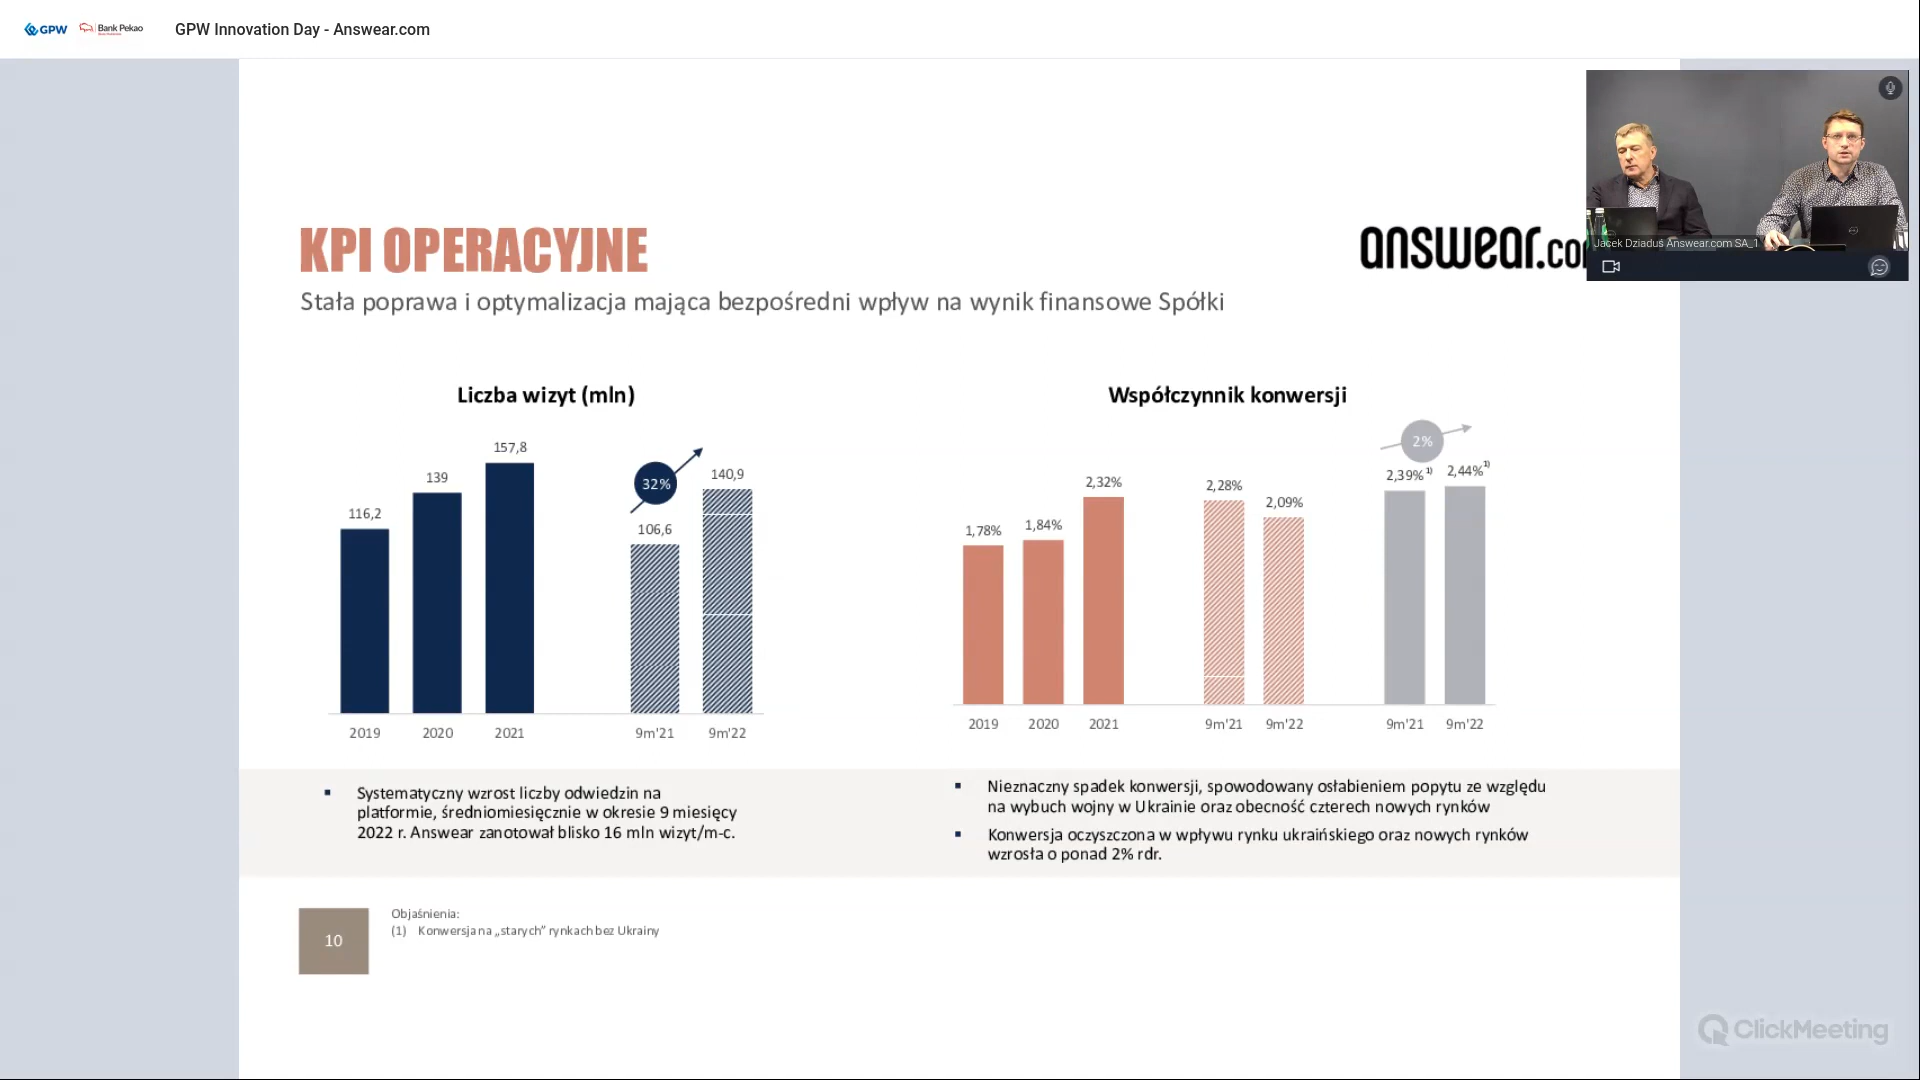 GPW
Bank Pekao
GPW Innovation Day - Answear.com
Jacek Dziaduś Answear.com SA_1
KPI OPERACYJNE
answear.co
Stała poprawa i optymalizacja mająca bezpośredni wpływ na wynik finansowe Spółki
Liczba wizyt (mln)
116,2
139
157,8
32%
106,6
140,9
2019
2020
2021
9m'21
9m'22
Współczynnik konwersji
1,78%
1,84%
2,32%
2,28%
2,09%
2%
2,39% 1)
2,44% 1)
2019
2020
2021
9m'21
9m'22
9m'21
9m'22
▪ Systematyczny wzrost liczby odwiedzin na
platformie, średniomiesięcznie w okresie 9 miesięcy
2022 r. Answear zanotował blisko 16 mln wizyt/m-c.
▪ Nieznaczny spadek konwersji, spowodowany osłabieniem popytu ze względu
na wybuch wojny w Ukrainie oraz obecność czterech nowych rynków
▪ Konwersja oczyszczona w wpływu rynku ukraińskiego oraz nowych rynków
wzrosła o ponad 2% rdr.
10
Objaśnienia:
(1) Konwersja na „starych” rynkach bez Ukrainy
ClickMeeting